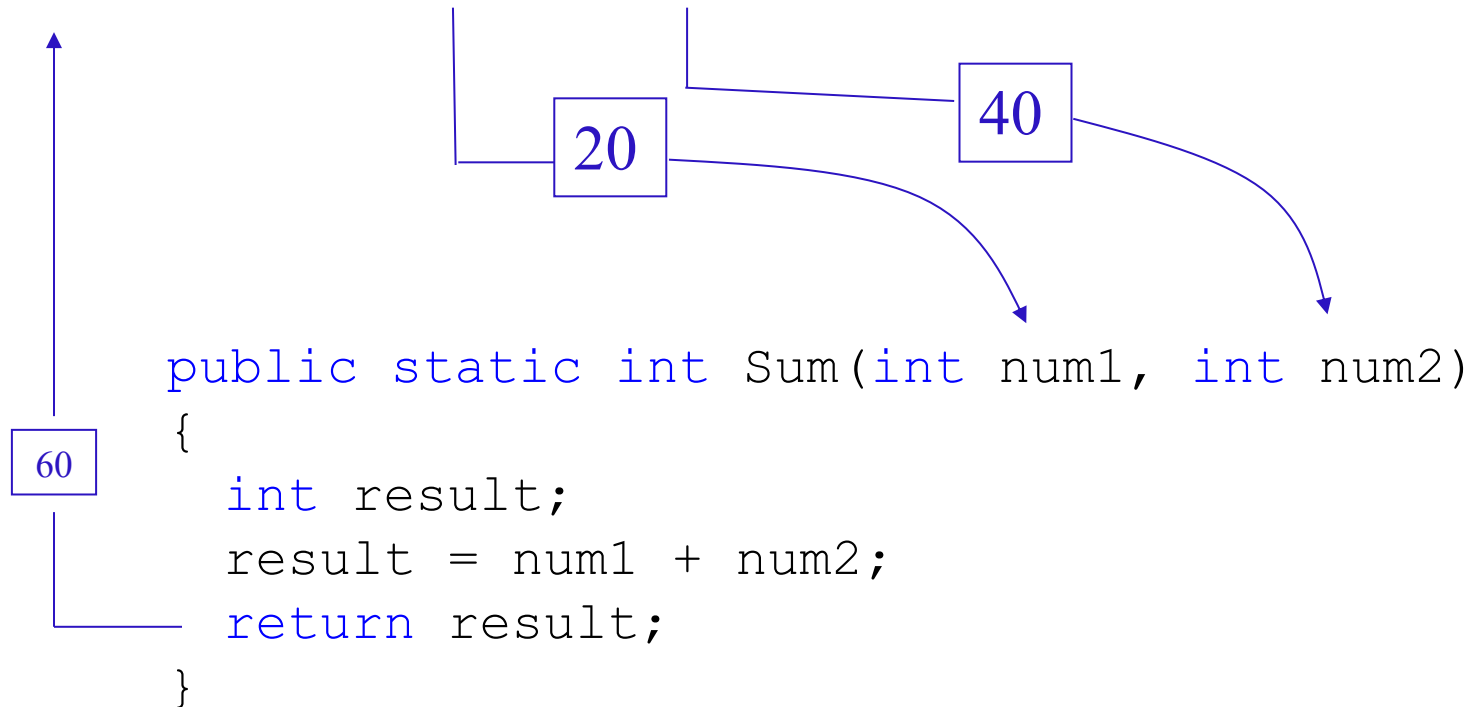 40
20
public static int Sum(int num1, int num2)
{
60
int result;
result = num1 + num2;
return result;
}